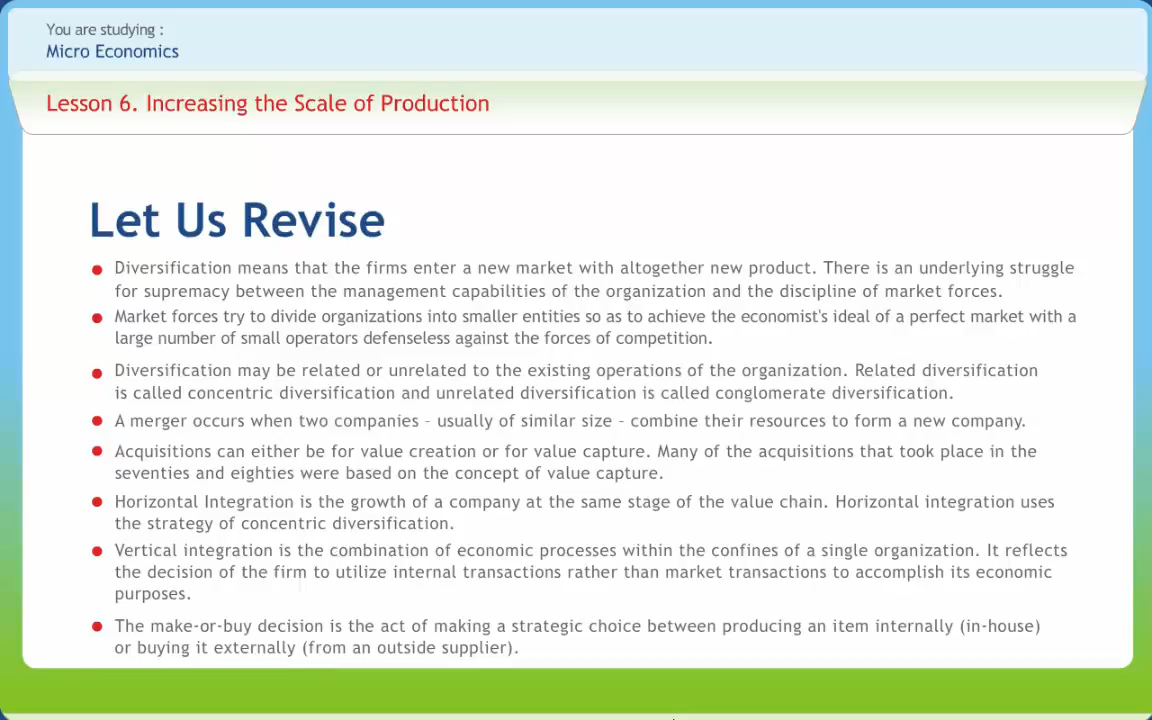 You are studying :
Micro Economics
Lesson 6. Increasing the Scale of Production
Let Us Revise
Diversification means that the firms enter a new market with altogether new product. There is an underlying struggle
for supremacy between the management capabilities of the organization and the discipline of market forces.
Market forces try to divide organizations into smaller entities so as to achieve the economist's ideal of a perfect market with a
large number of small operators defenseless against the forces of competition.
Diversification may be related or unrelated to the existing operations of the organization. Related diversification
is called concentric diversification and unrelated diversification is called conglomerate diversification.
A merger occurs when two companies – usually of similar size – combine their resources to form a new company.
Acquisitions can either be for value creation or for value capture. Many of the acquisitions that took place in the
seventies and eighties were based on the concept of value capture.
Horizontal Integration is the growth of a company at the same stage of the value chain. Horizontal integration uses
the strategy of concentric diversification.
Vertical integration is the combination of economic processes within the confines of a single organization. It reflects
the decision of the firm to utilize internal transactions rather than market transactions to accomplish its economic
purposes.
The make-or-buy decision is the act of making a strategic choice between producing an item internally (in-house)
or buying it externally (from an outside supplier).